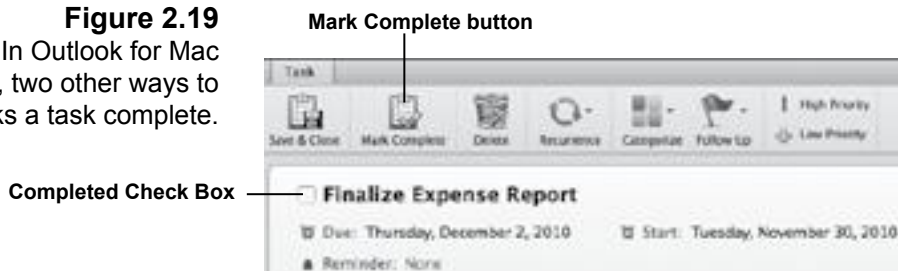 Figure 2.19
In Outlook for Mac
, two other ways to
ks a task complete.
Mark Complete button
Task
Save & Close
Mark Complete
Delete
Recurrence
Categorize
Follow Up
High Priority
Low Priority
Completed Check Box
Finalize Expense Report
Due: Thursday, December 2, 2010
Start: Tuesday, November 30, 2010
Reminder: None